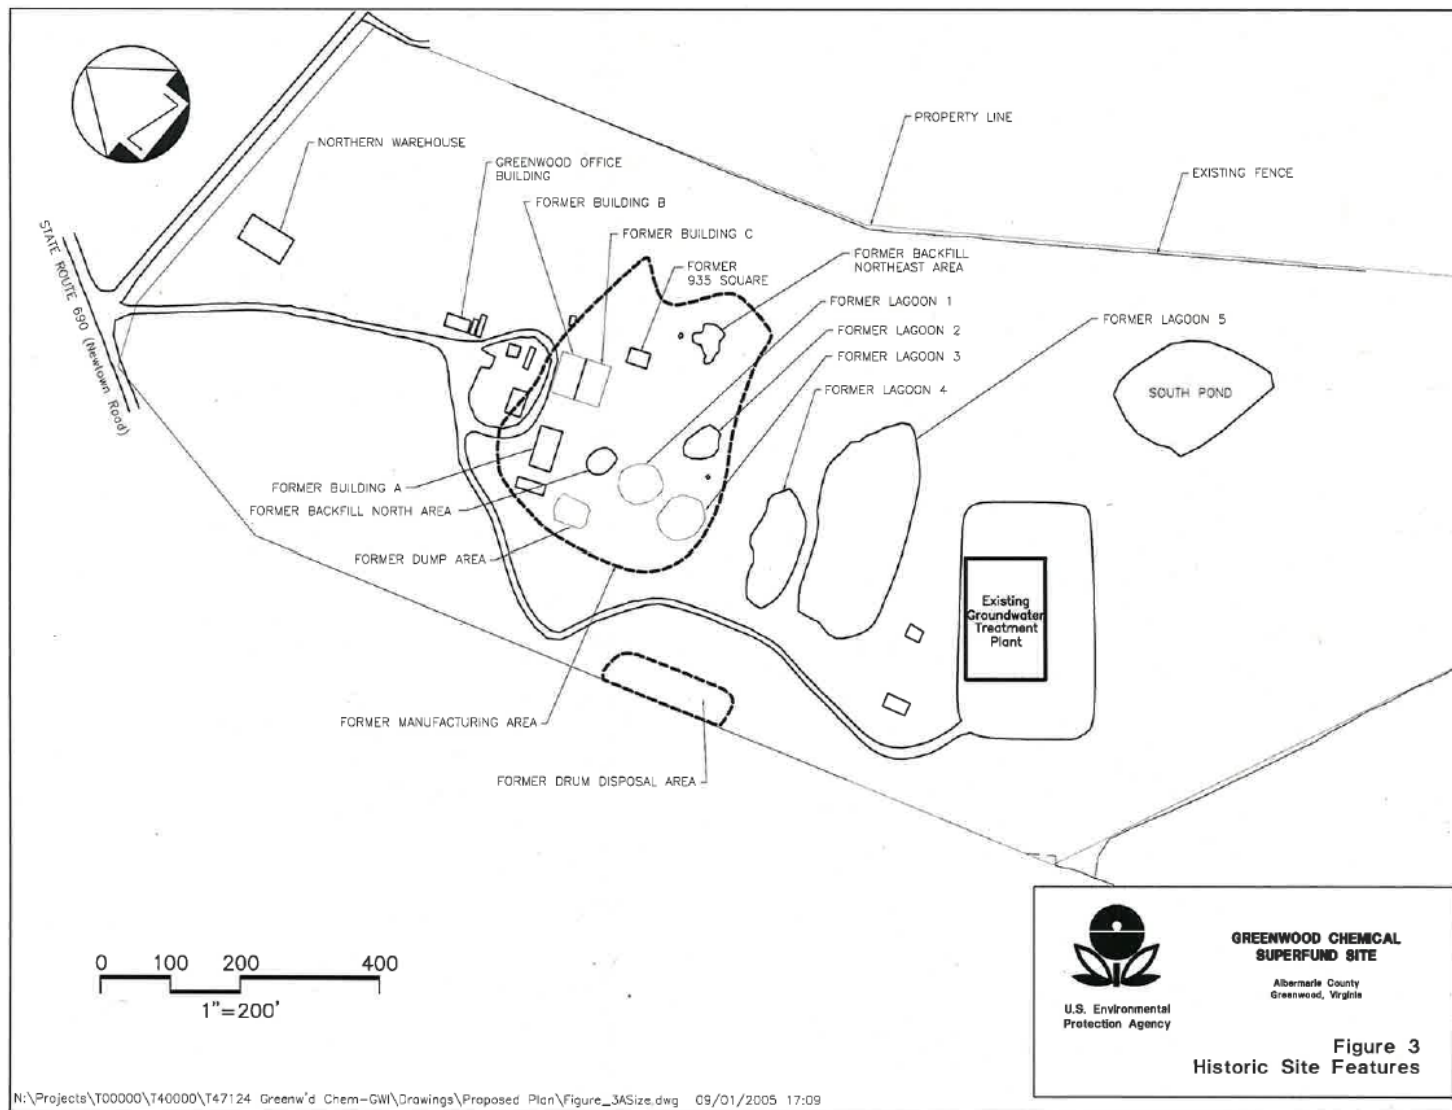 PROPERTY LINE
NORTHERN WAREHOUSE
GREENWOOD OFFICE
BUILDING
EXISTING FENCE
FORMER BUILDING B
STATE ROUTE 690 (Newtown Road)
FORMER BUILDING C
FORMER BACKFILL
NORTHEAST AREA
FORMER
935 SQUARE
FORMER LAGOON 1
FORMER LAGOON 2
FORMER LAGOON 5
FORMER LAGOON 3
FORMER LAGOON 4
SOUTH POND
FORMER BUILDING A
FORMER BACKFILL NORTH AREA
FORMER DUMP AREA
Existing
Groundwater
Treatment
Plant
FORMER MANUFACTURING AREA
FORMER DRUM DISPOSAL AREA
0 100 200 400
1"=200'
GREENWOOD CHEMICAL
SUPERFUND SITE
Albermarle County
Greenwood, Virginia
U.S. Environmental
Protection Agency
Figure 3
Historic Site Features
N:\Projects\T00000\T40000\T47124 Greenw'd Chem-GWI\Drawings\Proposed Plan\Figure_3ASize.dwg 09/01/2005 17:09